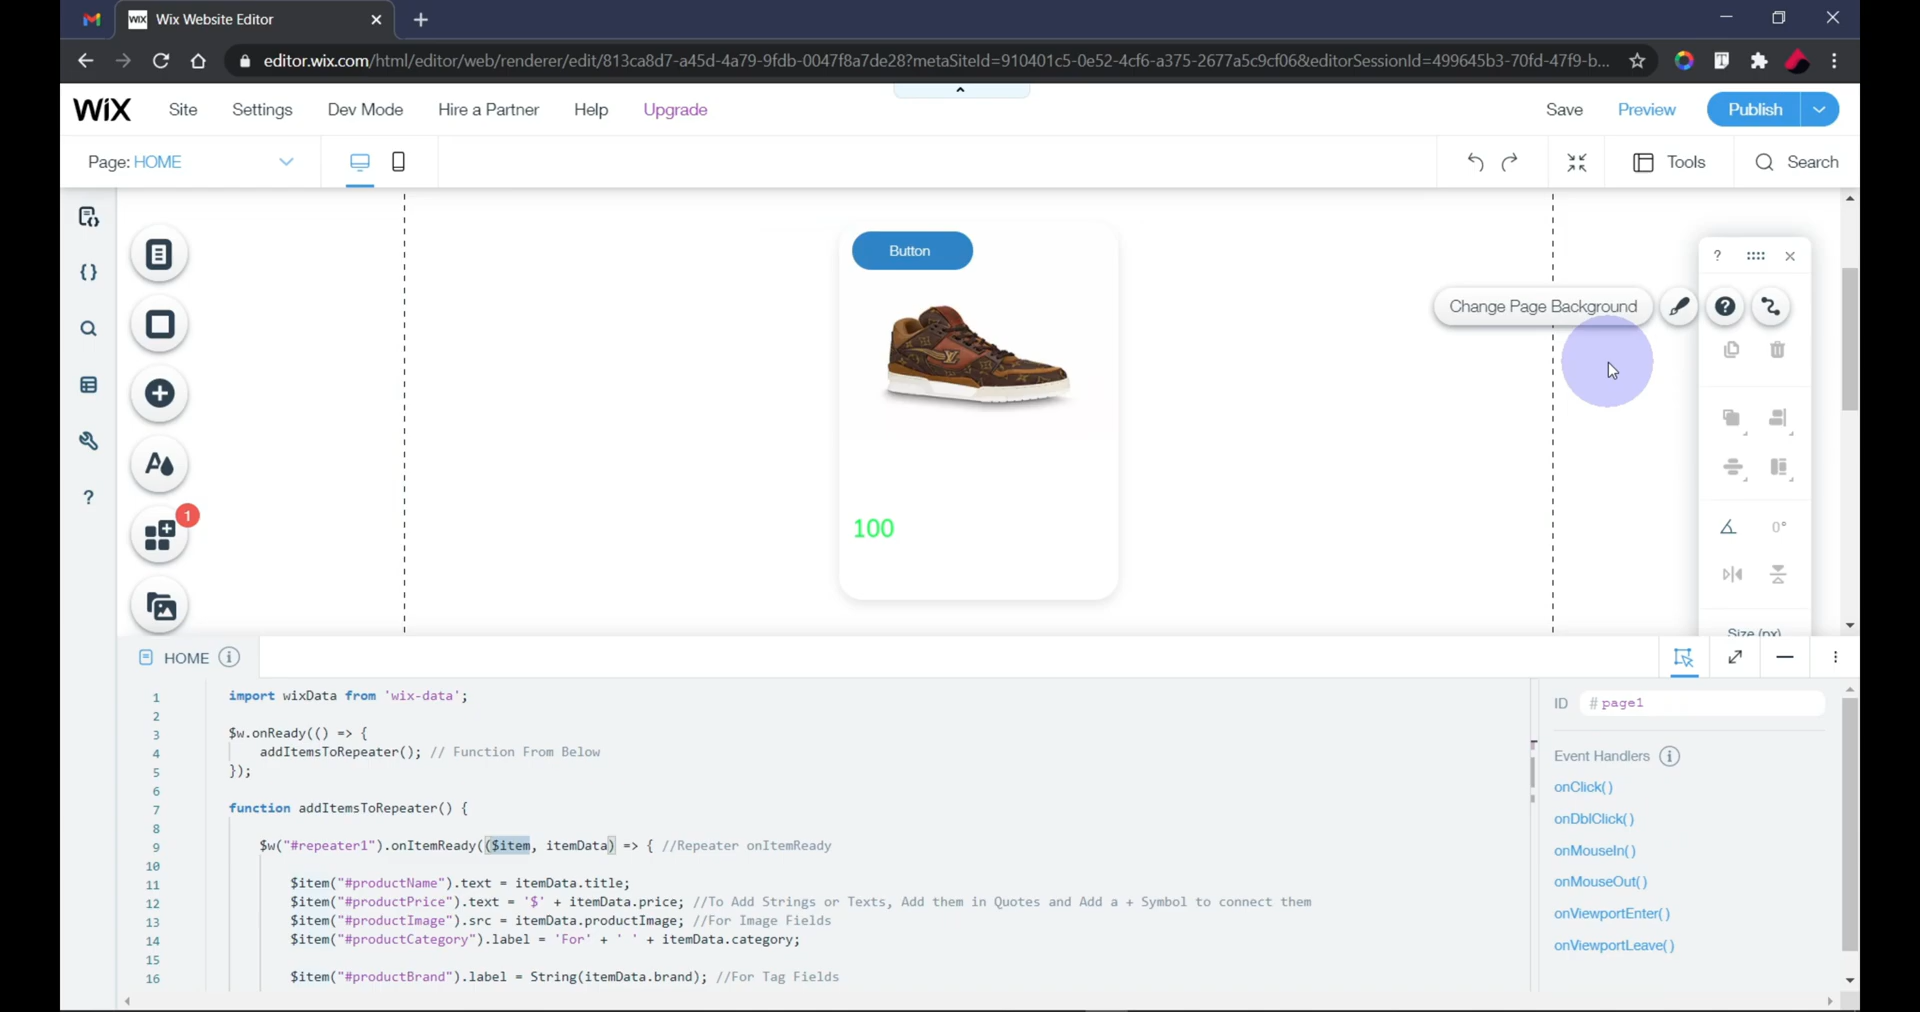 WiX Wix Website Editor
editor.wix.com/html/editor/web/renderer/edit/813ca8d7-a45d-4a79-9fdb-0047f8a7de28?metaSiteId=910401c5-0e52-4cf6-a375-2677a5c9cf06&editorSessionId=499645b3-70fd-47f9-b...
WiX Site Settings Dev Mode Hire a Partner Help Upgrade Save Preview Publish
Page: HOME Tools Search
Button
?
Change Page Background ?
LV
1
100
0°
?
Size (px)
HOME i
1 import wixData from 'wix-data';
2
3 $w.onReady(() => {
4 addItemsToRepeater(); // Function From Below
5 });
6
7 function addItemsToRepeater() {
8
9 $w("#repeater1").onItemReady(($item, itemData) => { //Repeater onItemReady
10
11 $item("#productName").text = itemData.title;
12 $item("#productPrice").text = '$' + itemData.price; //To Add Strings or Texts, Add them in Quotes and Add a + Symbol to connect them
13 $item("#productImage").src = itemData.productImage; //For Image Fields
14 $item("#productCategory").label = 'For' + ' ' + itemData.category;
15
16 $item("#productBrand").label = String(itemData.brand); //For Tag Fields
ID # page1
Event Handlers i
onClick()
onDblClick()
onMouseIn()
onMouseOut()
onViewportEnter()
onViewportLeave()